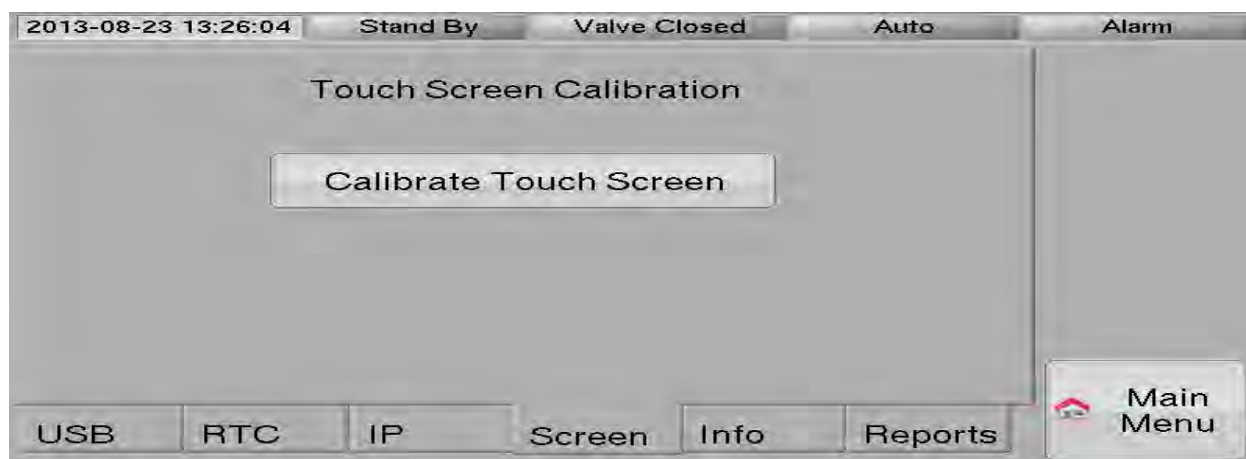 2013-08-23 13:26:04 Stand By Valve Closed Auto Alarm
Touch Screen Calibration
Calibrate Touch Screen
USB RTC IP Screen Info Reports
Main
Menu